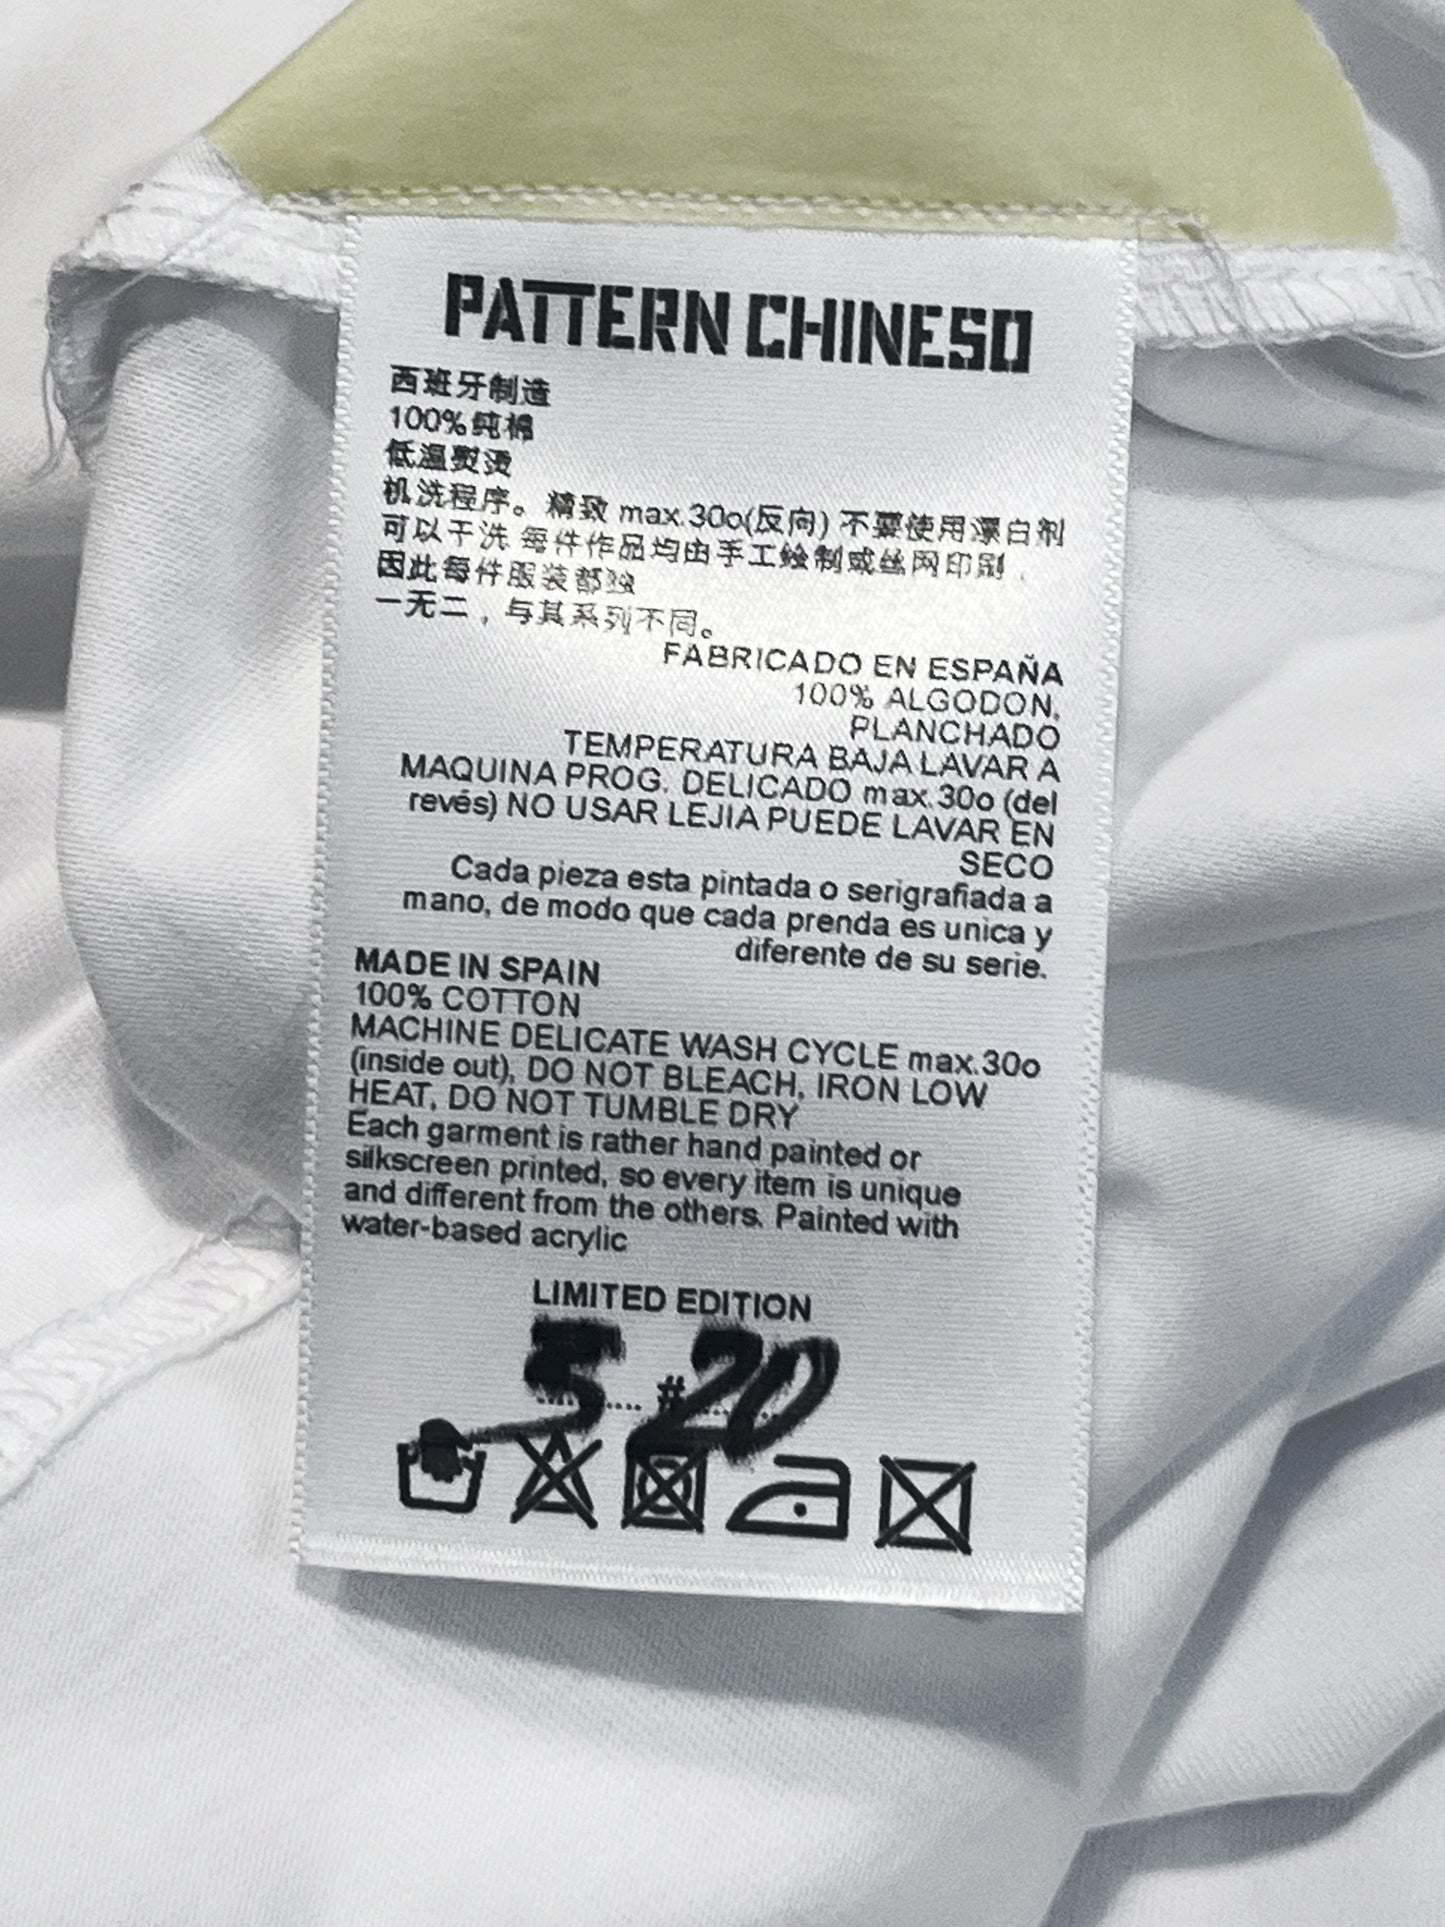 PATTERN CHINESO
西班牙制造
100%纯棉
低温熨烫
机洗程序。精致 max.30o(反向) 不要使用漂白剂
可以干洗 每件作品均由手工绘制或丝网印刷，
因此每件服装都独
一无二，与其系列不同。
FABRICADO EN ESPAÑA
100% ALGODON,
PLANCHADO
TEMPERATURA BAJA LAVAR A
MAQUINA PROG. DELICADO max.30o (del
revés) NO USAR LEJIA PUEDE LAVAR EN
SECO
Cada pieza esta pintada o serigrafiada a
mano, de modo que cada prenda es unica y
diferente de su serie.
MADE IN SPAIN
100% COTTON
MACHINE DELICATE WASH CYCLE max.30o
(inside out), DO NOT BLEACH, IRON LOW
HEAT, DO NOT TUMBLE DRY
Each garment is rather hand painted or
silkscreen printed, so every item is unique
and different from the others. Painted with
water-based acrylic
LIMITED EDITION
5 # 20